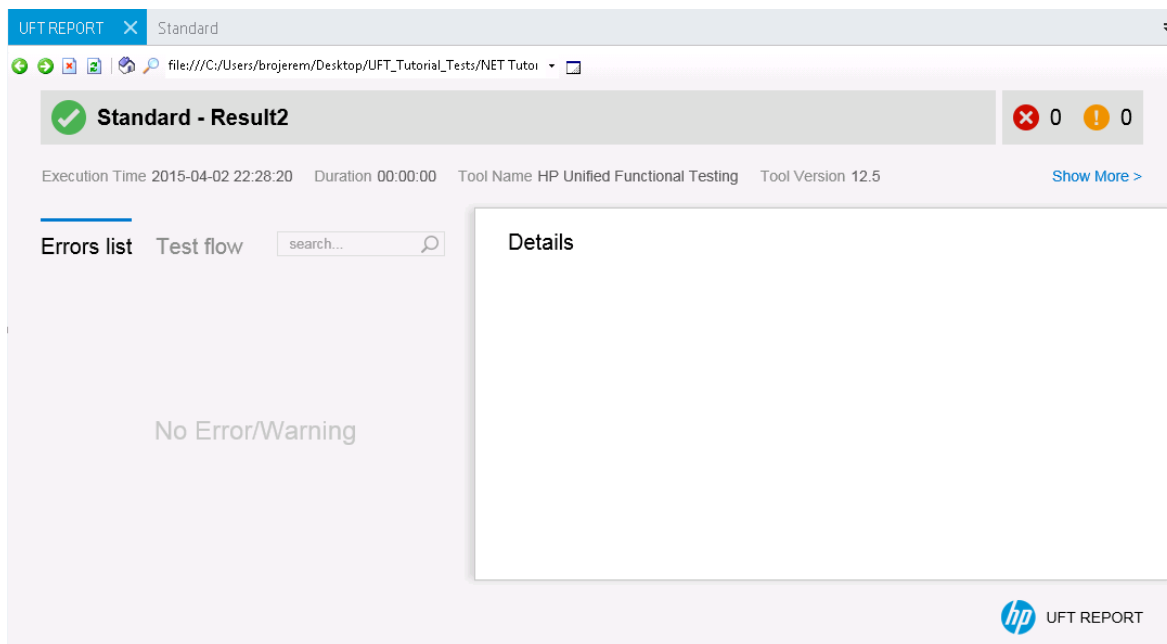 UFT REPORT Standard
file:///C:/Users/brojerem/Desktop/UFT_Tutorial_Tests/NET Tutor
Standard - Result2 0 0
Execution Time 2015-04-02 22:28:20 Duration 00:00:00 Tool Name HP Unified Functional Testing Tool Version 12.5 Show More >
Errors list Test flow search... Details
No Error/Warning
hp UFT REPORT